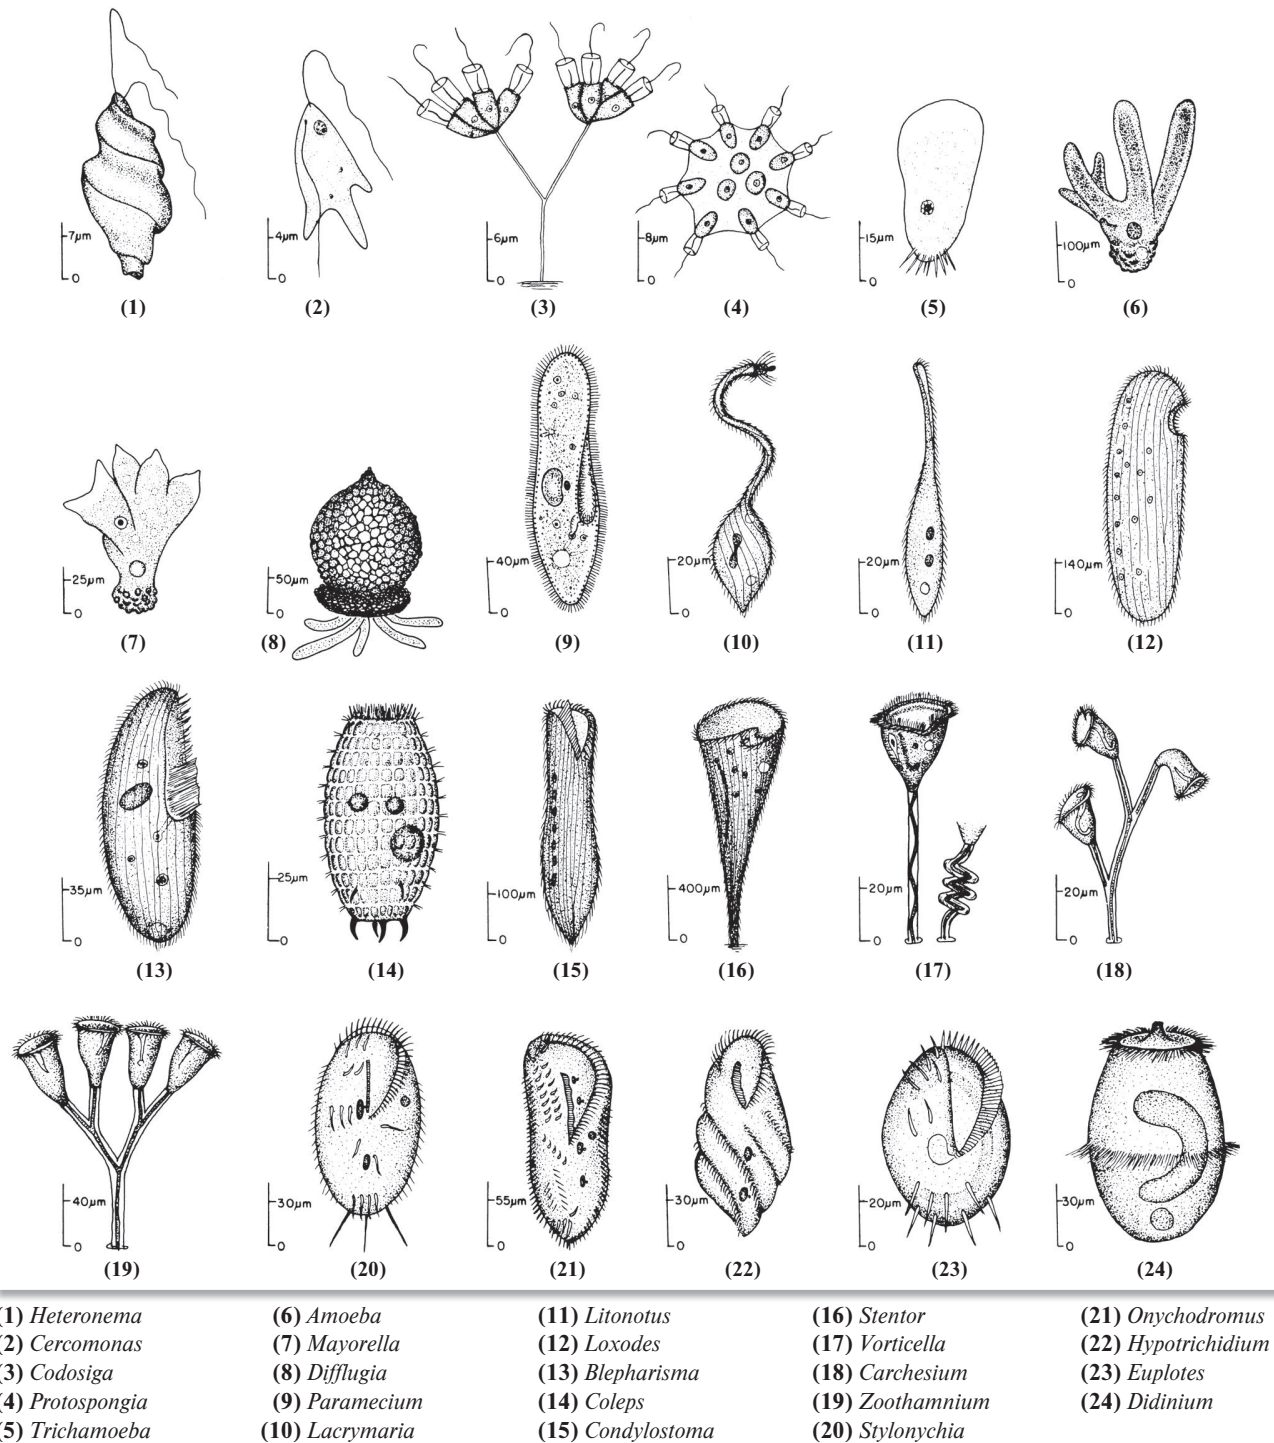 7µm
0
(1)
4µm
0
(2)
6µm
0
(3)
8µm
0
(4)
15µm
0
(5)
100µm
0
(6)
25µm
0
(7)
50µm
0
(8)
40µm
0
(9)
20µm
0
(10)
20µm
0
(11)
140µm
0
(12)
35µm
0
(13)
25µm
0
(14)
100µm
0
(15)
400µm
0
(16)
20µm
0
(17)
20µm
0
(18)
40µm
0
(19)
30µm
0
(20)
55µm
0
(21)
30µm
0
(22)
20µm
0
(23)
30µm
0
(24)
(1) Heteronema
(2) Cercomonas
(3) Codosiga
(4) Protospongia
(5) Trichamoeba
(6) Amoeba
(7) Mayorella
(8) Difflugia
(9) Paramecium
(10) Lacrymaria
(11) Litonotus
(12) Loxodes
(13) Blepharisma
(14) Coleps
(15) Condylostoma
(16) Stentor
(17) Vorticella
(18) Carchesium
(19) Zoothamnium
(20) Stylonychia
(21) Onychodromus
(22) Hypotrichidium
(23) Euplotes
(24) Didinium